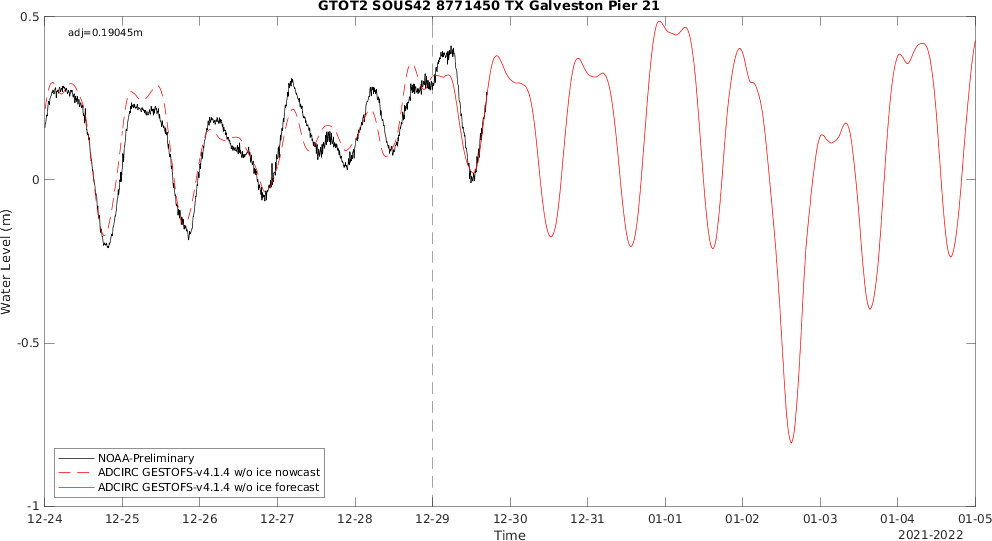 GTOT2 SOUS42 8771450 TX Galveston Pier 21
adj=0.19045m
0.5
0
-0.5
-1
Water Level (m)
NOAA-Preliminary
ADCIRC GESTOFS-v4.1.4 w/o ice nowcast
ADCIRC GESTOFS-v4.1.4 w/o ice forecast
12-24 12-25 12-26 12-27 12-28 12-29 12-30 12-31 01-01 01-02 01-03 01-04 01-05
Time
2021-2022